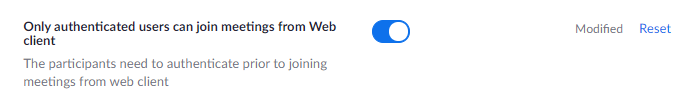 Only authenticated users can join meetings from Web
client
Modified
Reset
The participants need to authenticate prior to joining
meetings from web client